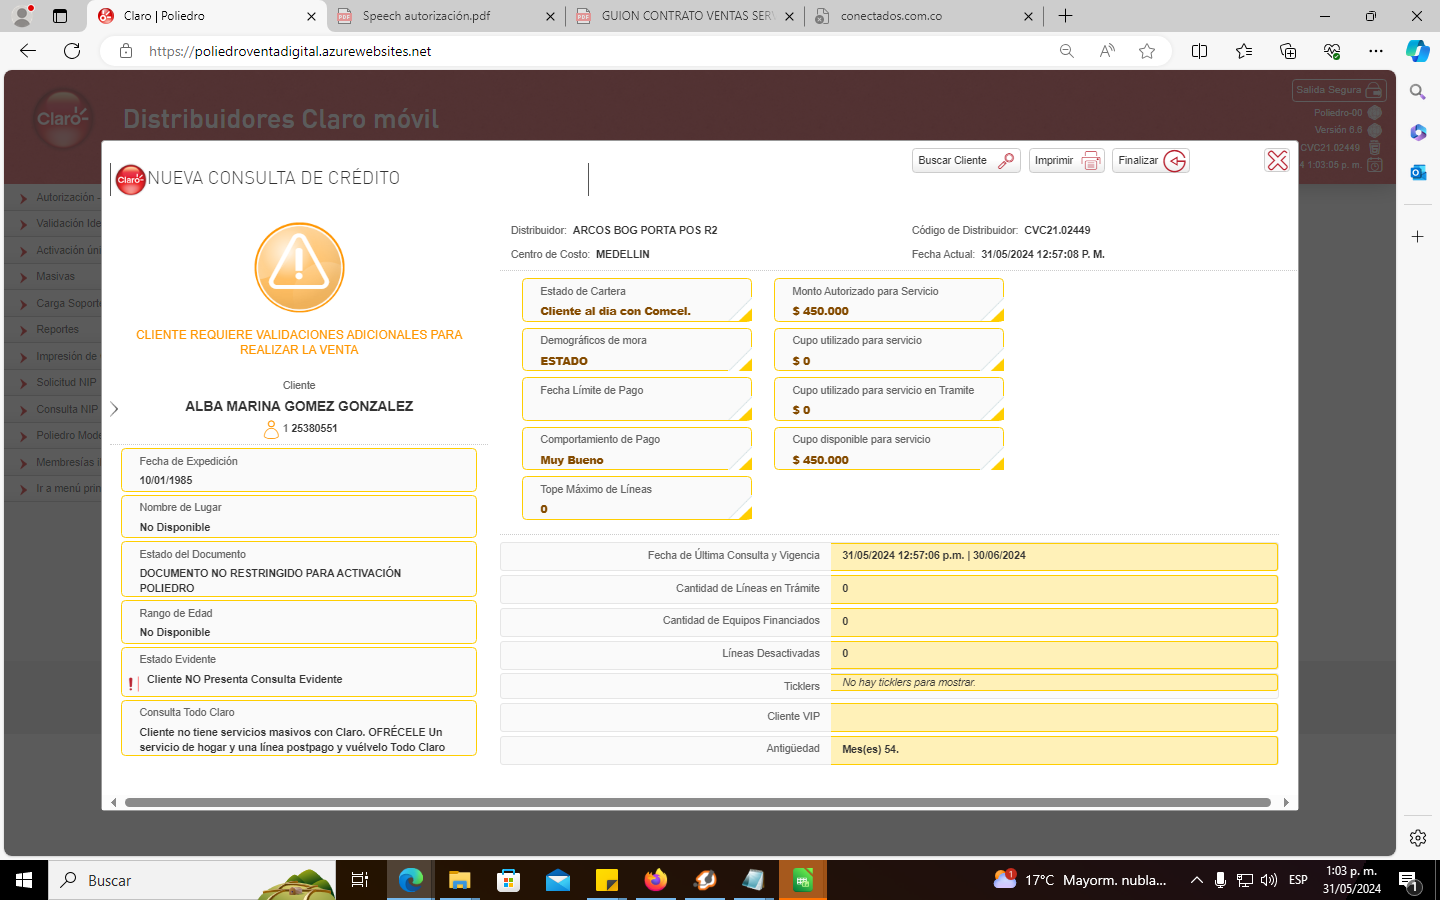 Claro | Poliedro
Speech autorización.pdf
GUION CONTRATO VENTAS SER
conectados.com.co
https://poliedroventadigital.azurewebsites.net
Claro
Distribuidores Claro móvil
Salida Segura
Poliedro-00
Versión 6.6
CVC21.02449
4 1:03:05 p. m.
Autorización -
Validación Ide
Activación úni
Masivas
Carga Soporte
Reportes
Impresión de
Solicitud NIP
Consulta NIP
Poliedro Mode
Membresías
Ir a menú prin
Buscar Cliente
Imprimir
Finalizar
Claro
NUEVA CONSULTA DE CRÉDITO
Distribuidor: ARCOS BOG PORTA POS R2
Código de Distribuidor: CVC21.02449
Centro de Costo: MEDELLIN
Fecha Actual: 31/05/2024 12:57:08 P. M.
CLIENTE REQUIERE VALIDACIONES ADICIONALES PARA
REALIZAR LA VENTA
Cliente
ALBA MARINA GOMEZ GONZALEZ
1 25380551
Fecha de Expedición
10/01/1985
Nombre de Lugar
No Disponible
Estado del Documento
DOCUMENTO NO RESTRINGIDO PARA ACTIVACIÓN
POLIEDRO
Rango de Edad
No Disponible
Estado Evidente
Cliente NO Presenta Consulta Evidente
Consulta Todo Claro
Cliente no tiene servicios masivos con Claro. OFRÉCELE Un
servicio de hogar y una línea postpago y vuélvelo Todo Claro
Estado de Cartera
Cliente al dia con Comcel.
Demográficos de mora
ESTADO
Fecha Límite de Pago
Comportamiento de Pago
Muy Bueno
Tope Máximo de Líneas
0
Monto Autorizado para Servicio
$ 450.000
Cupo utilizado para servicio
$ 0
Cupo utilizado para servicio en Tramite
$ 0
Cupo disponible para servicio
$ 450.000
Fecha de Última Consulta y Vigencia 31/05/2024 12:57:06 p.m. | 30/06/2024
Cantidad de Líneas en Trámite 0
Cantidad de Equipos Financiados 0
Líneas Desactivadas 0
Ticklers No hay ticklers para mostrar.
Cliente VIP
Antigüedad Mes(es) 54.
Buscar
1
17°C Mayorm. nubla...
ESP
1:03 p. m.
31/05/2024
1